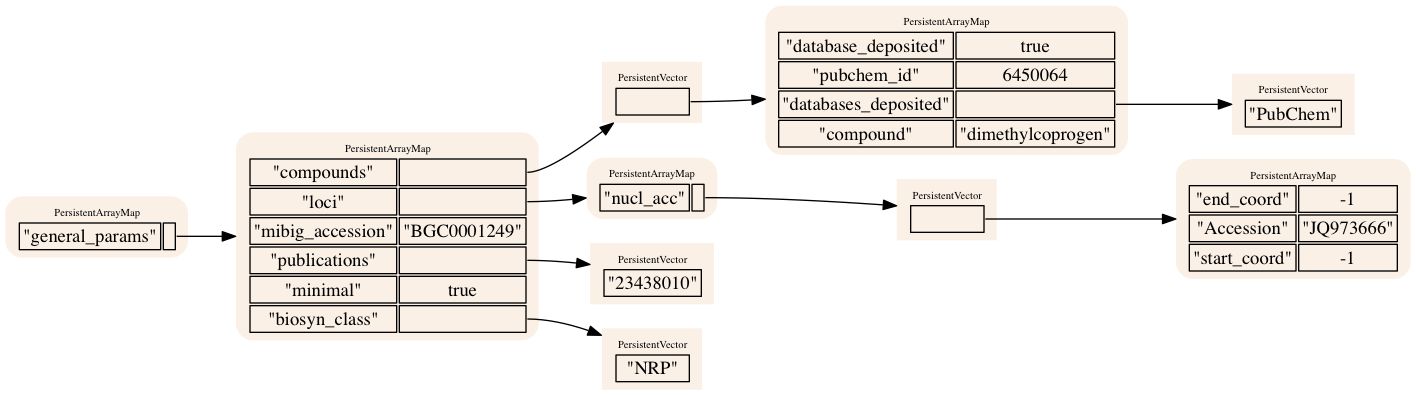 PersistentArrayMap
"general_params"
PersistentArrayMap
"compounds"
"loci"
"mibig_accession" "BGC0001249"
"publications"
"minimal" true
"biosyn_class"
PersistentVector
PersistentArrayMap
"database_deposited" true
"pubchem_id" 6450064
"databases_deposited"
"compound" "dimethylcoprogen"
PersistentVector
"PubChem"
PersistentArrayMap
"nucl_acc"
PersistentVector
PersistentArrayMap
"end_coord" -1
"Accession" "JQ973666"
"start_coord" -1
PersistentVector
"23438010"
PersistentVector
"NRP"